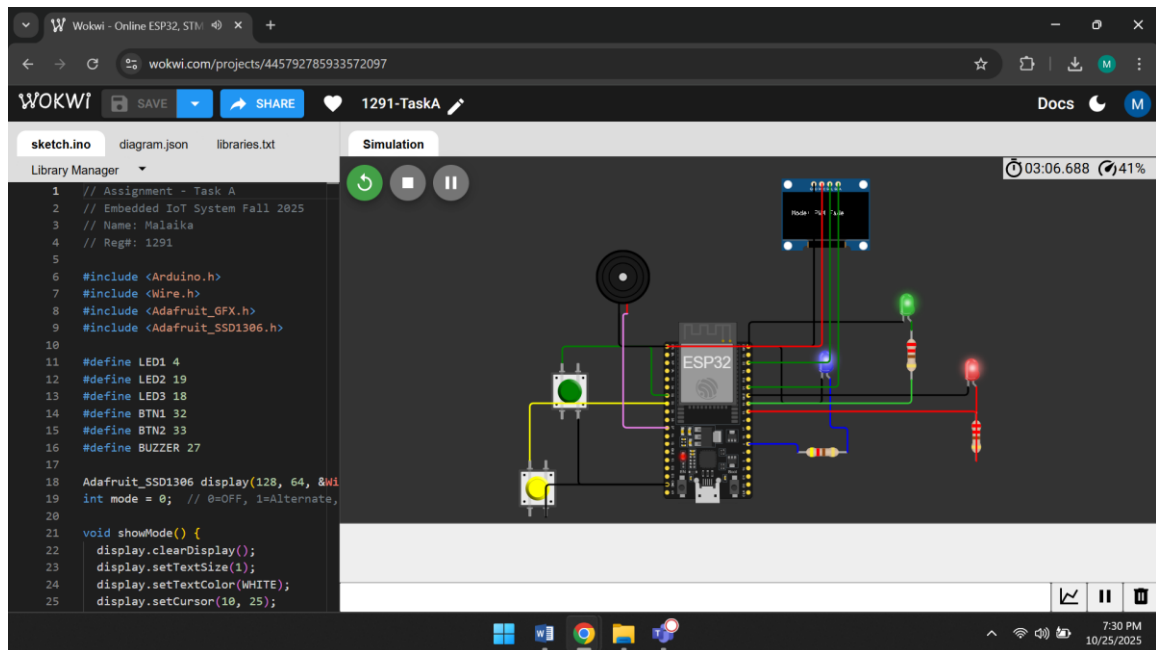 Wokwi - Online ESP32, STM
wokwi.com/projects/445792785933572097
M
WOKWi
SAVE
SHARE
1291-TaskA
Docs
M
sketch.ino
diagram.json
libraries.txt
Simulation
Library Manager
03:06.688
41%
1 // Assignment - Task A
2 // Embedded IoT System Fall 2025
3 // Name: Malaika
4 // Reg#: 1291
5
6 #include <Arduino.h>
7 #include <Wire.h>
8 #include <Adafruit_GFX.h>
9 #include <Adafruit_SSD1306.h>
10
11 #define LED1 4
12 #define LED2 19
13 #define LED3 18
14 #define BTN1 32
15 #define BTN2 33
16 #define BUZZER 27
17
18 Adafruit_SSD1306 display(128, 64, &Wi
19 int mode = 0; // 0=OFF, 1=Alternate,
20
21 void showMode() {
22 display.clearDisplay();
23 display.setTextSize(1);
24 display.setTextColor(WHITE);
25 display.setCursor(10, 25);
Mode: PWM Fade
ESP32
7:30 PM
10/25/2025